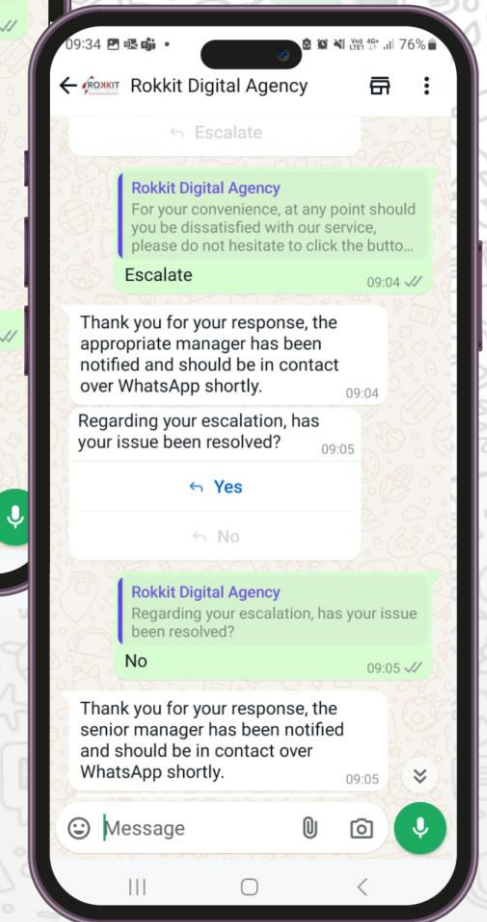 09:34
76%
ROKKIT
Rokkit Digital Agency
Escalate
Rokkit Digital Agency
For your convenience, at any point should
you be dissatisfied with our service,
please do not hesitate to click the butto...
Escalate
09:04
Thank you for your response, the
appropriate manager has been
notified and should be in contact
over WhatsApp shortly.
09:04
Regarding your escalation, has
your issue been resolved?
09:05
Yes
No
Rokkit Digital Agency
Regarding your escalation, has your issue
been resolved?
No
09:05
Thank you for your response, the
senior manager has been notified
and should be in contact over
WhatsApp shortly.
09:05
Message